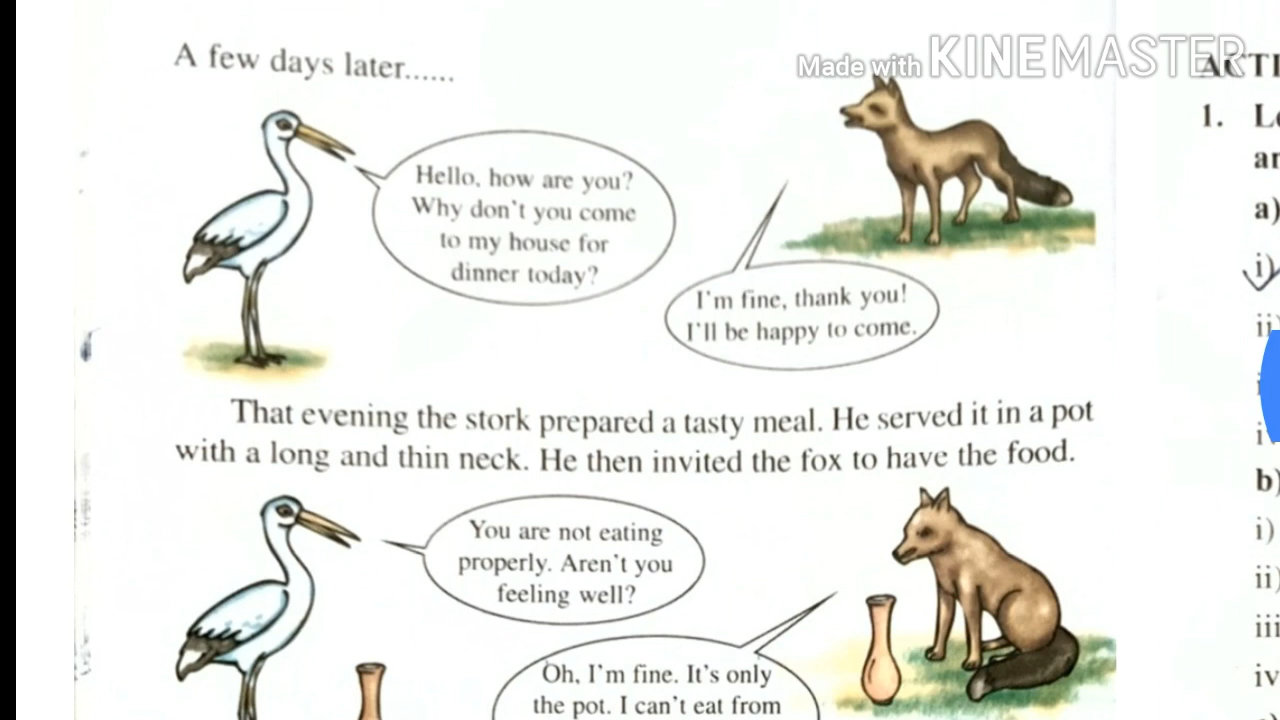 Made with KINEMASTER
A few days later......
Hello, how are you?
Why don't you come
to my house for
dinner today?
I'm fine, thank you!
I'll be happy to come.
That evening the stork prepared a tasty meal. He served it in a pot
with a long and thin neck. He then invited the fox to have the food.
You are not eating
properly. Aren't you
feeling well?
Oh, I'm fine. It's only
the pot. I can't eat from
1.
a)
i)
ii)
b)
i)
ii)
iii
iv